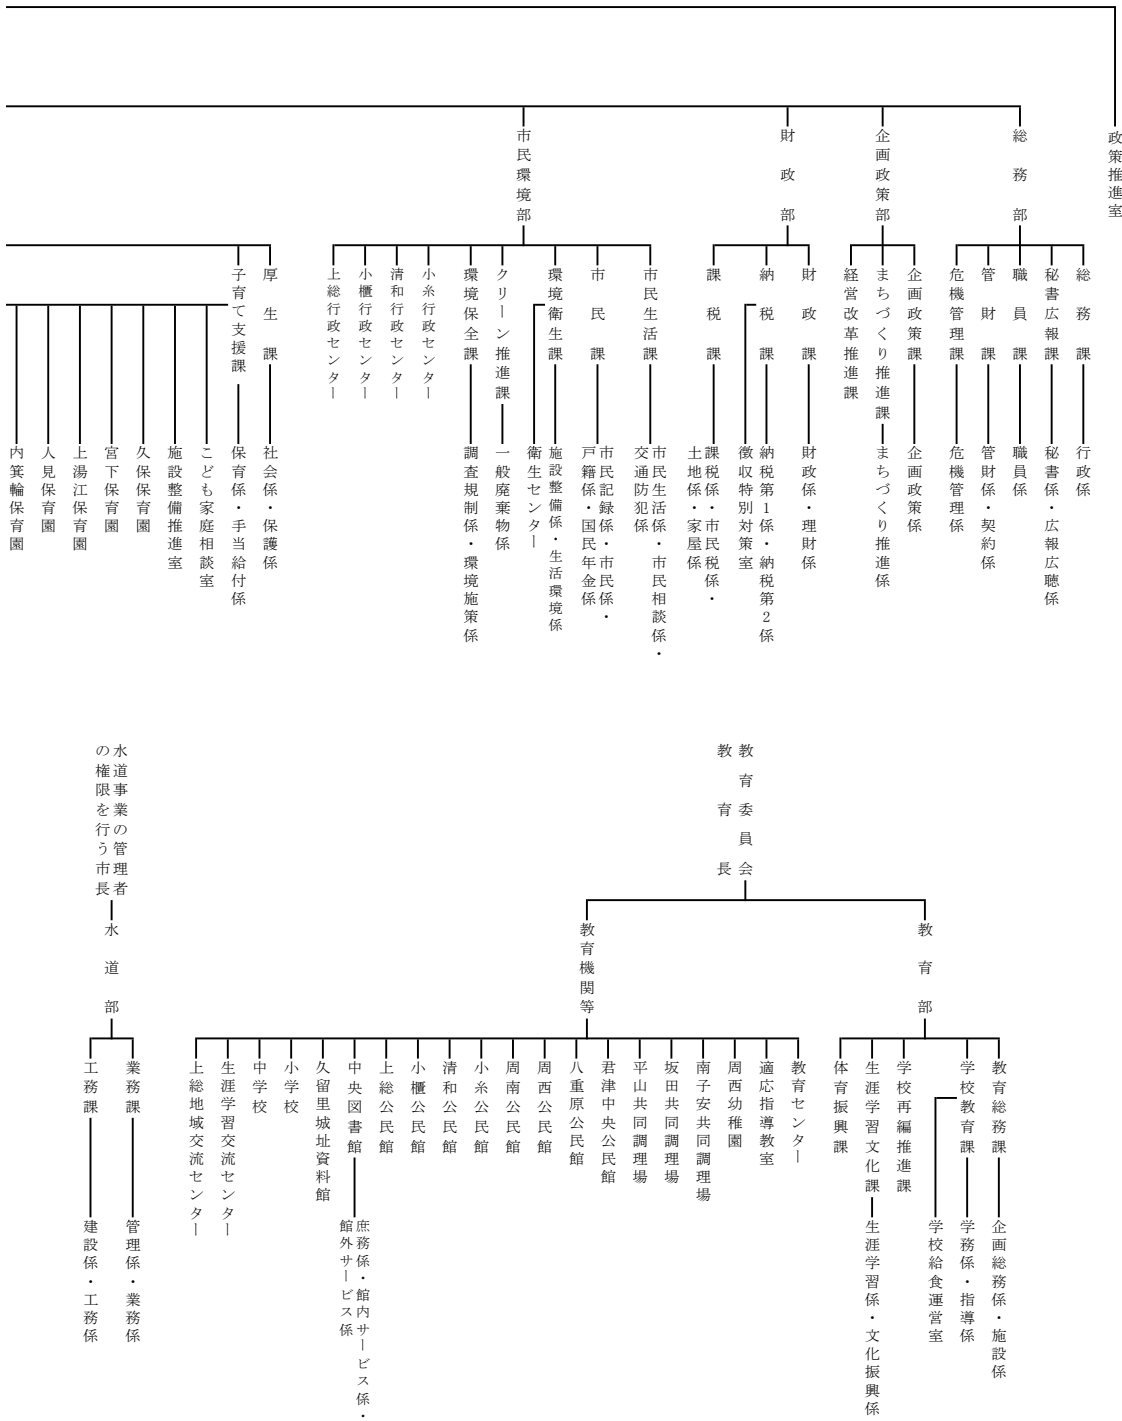 政策推進室
総務部
総務課
行政係
秘書広報課
秘書係・広報広聴係
職員課
職員係
管財課
管財係・契約係
危機管理課
危機管理係
企画政策部
企画政策課
企画政策係
まちづくり推進課
まちづくり推進係
経営改革推進課
財政部
財政課
財政係・理財係
納税課
納税第1係・納税第2係
徴収特別対策室
課税課
課税係・市民税係・
土地係・家屋係
市民環境部
市民生活課
市民生活係・市民相談係・
交通防犯係
市民課
市民記録係・市民係・
戸籍係・国民年金係
環境衛生課
施設整備係・生活環境係
衛生センター
クリーン推進課
一般廃棄物係
環境保全課
調査規制係・環境施策係
小糸行政センター
清和行政センター
小櫃行政センター
上総行政センター
厚生課
社会係・保護係
子育て支援課
保育係・手当給付係
こども家庭相談室
施設整備推進室
久保保育園
宮下保育園
上湯江保育園
人見保育園
内箕輪保育園
教育委員会
教育長
教育部
教育総務課
企画総務係・施設係
学校教育課
学務係・指導係
学校給食運営室
学校再編推進課
生涯学習文化課
生涯学習係・文化振興係
体育振興課
教育機関等
教育センター
適応指導教室
周西幼稚園
南子安共同調理場
坂田共同調理場
平山共同調理場
君津中央公民館
八重原公民館
周西公民館
周南公民館
小糸公民館
清和公民館
小櫃公民館
上総公民館
中央図書館
庶務係・館内サービス係・
館外サービス係
久留里城址資料館
小学校
中学校
生涯学習交流センター
上総地域交流センター
水道事業の管理者
の権限を行う市長
水道部
業務課
管理係・業務係
工務課
建設係・工務係